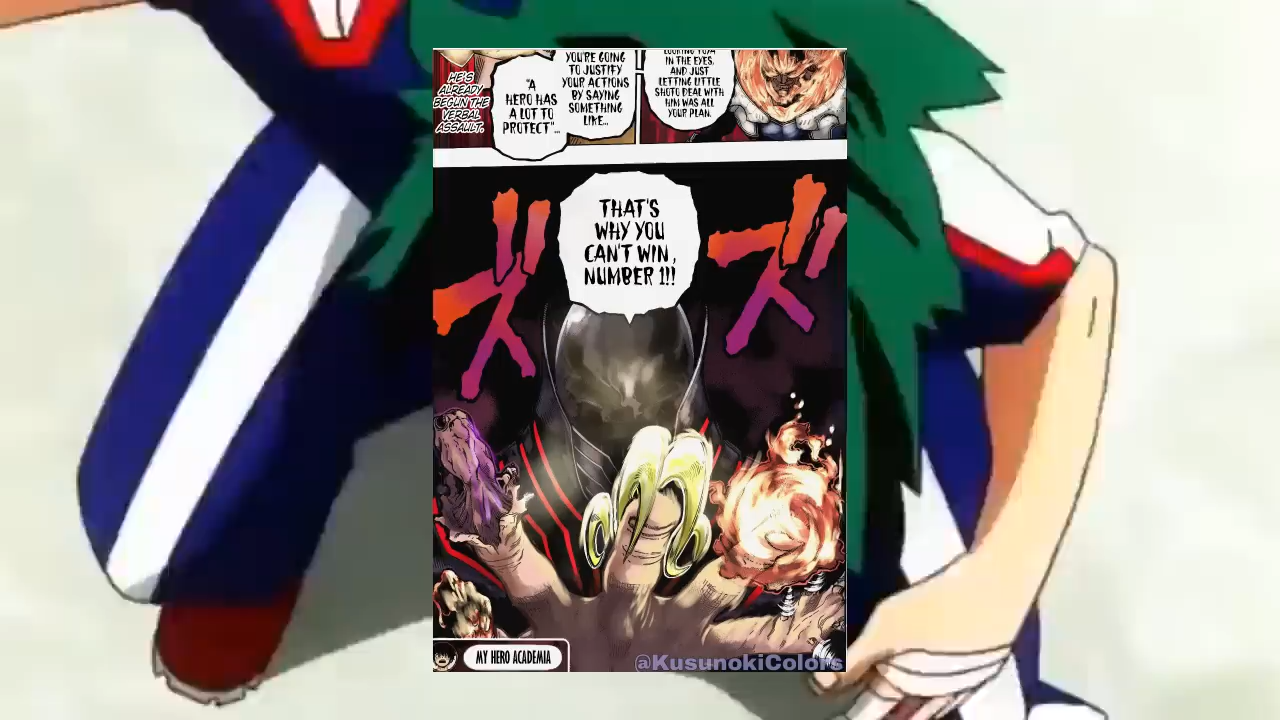 HE'S
ALREADY
BEGUN THE
VERBAL
ASSAULT.
"A
HERO HAS
A LOT TO
PROTECT"...
YOU'RE GOING
TO JUSTIFY
YOUR ACTIONS
BY SAYING
SOMETHING
LIKE...
LOOKING TOYA
IN THE EYES,
AND JUST
LETTING LITTLE
SHOTO DEAL WITH
HIM WAS ALL
YOUR PLAN.
THAT'S
WHY YOU
CAN'T WIN,
NUMBER 1!!
ズズ
MY HERO ACADEMIA
@KusunokiColors